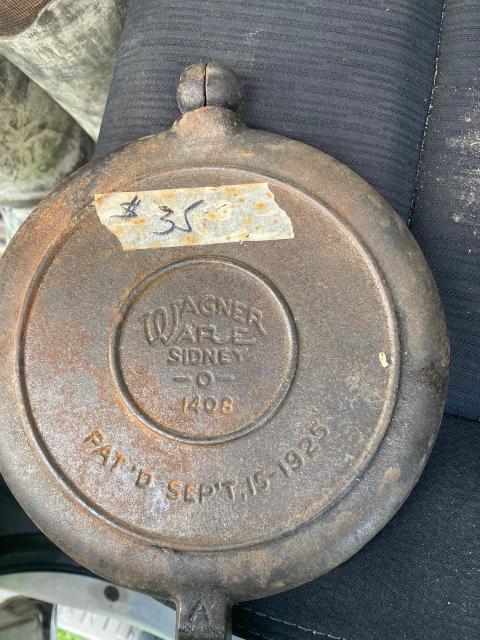 $ 35-
WAGNER
WARE
SIDNEY
-O-
1408
PAT'D SEP'T, 15-1925
A